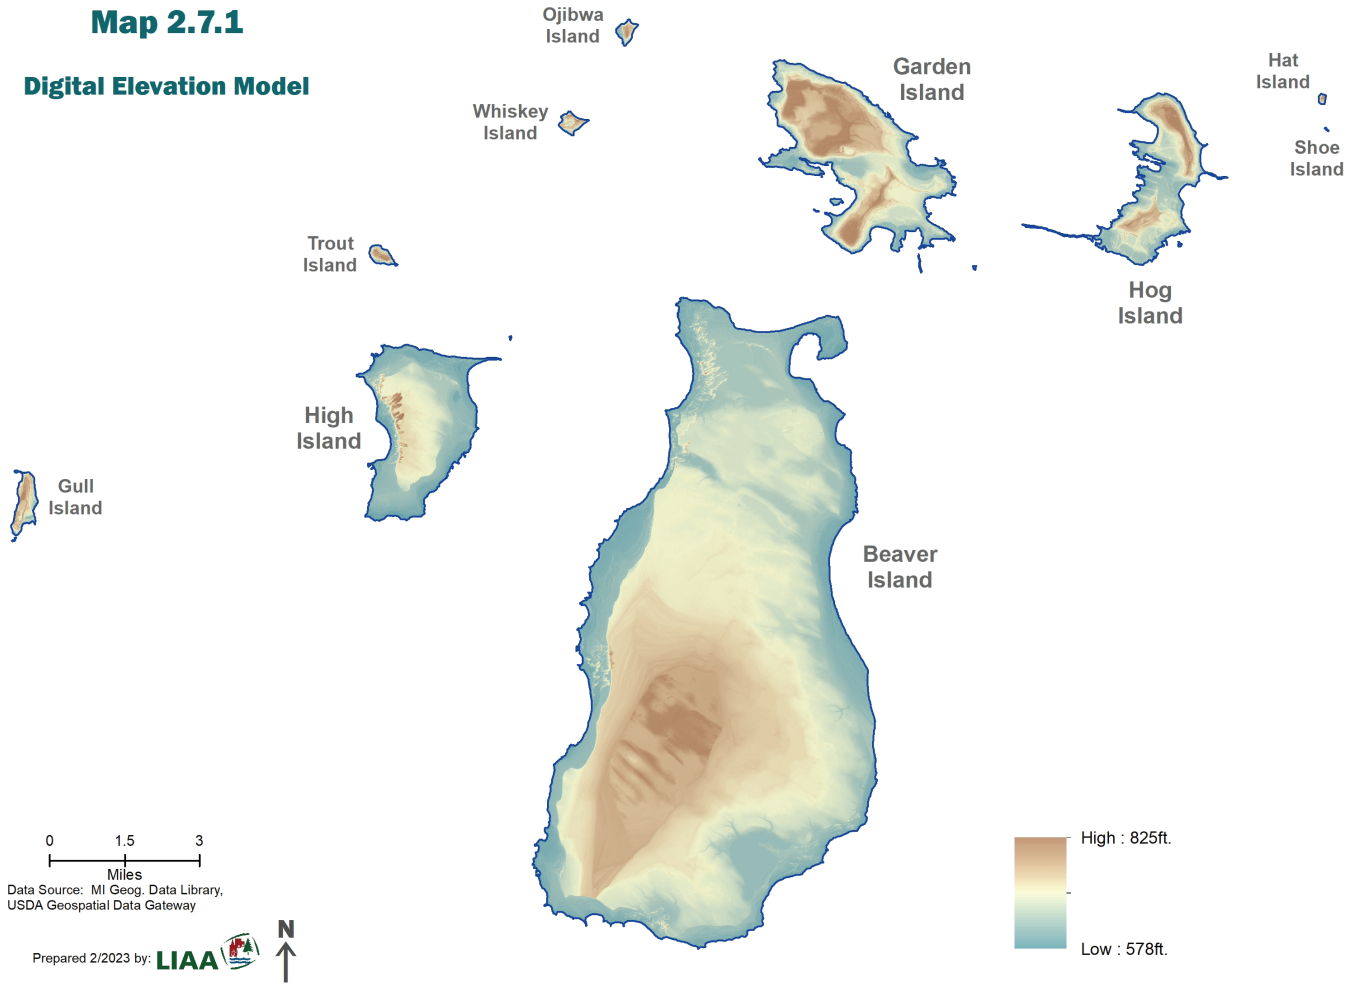 Map 2.7.1
Digital Elevation Model
Ojibwa
Island
Whiskey
Island
Garden
Island
Hat
Island
Shoe
Island
Trout
Island
Hog
Island
High
Island
Gull
Island
Beaver
Island
0 1.5 3
Miles
Data Source: MI Geog. Data Library,
USDA Geospatial Data Gateway
Prepared 2/2023 by: LIAA
N
High : 825ft.
Low : 578ft.